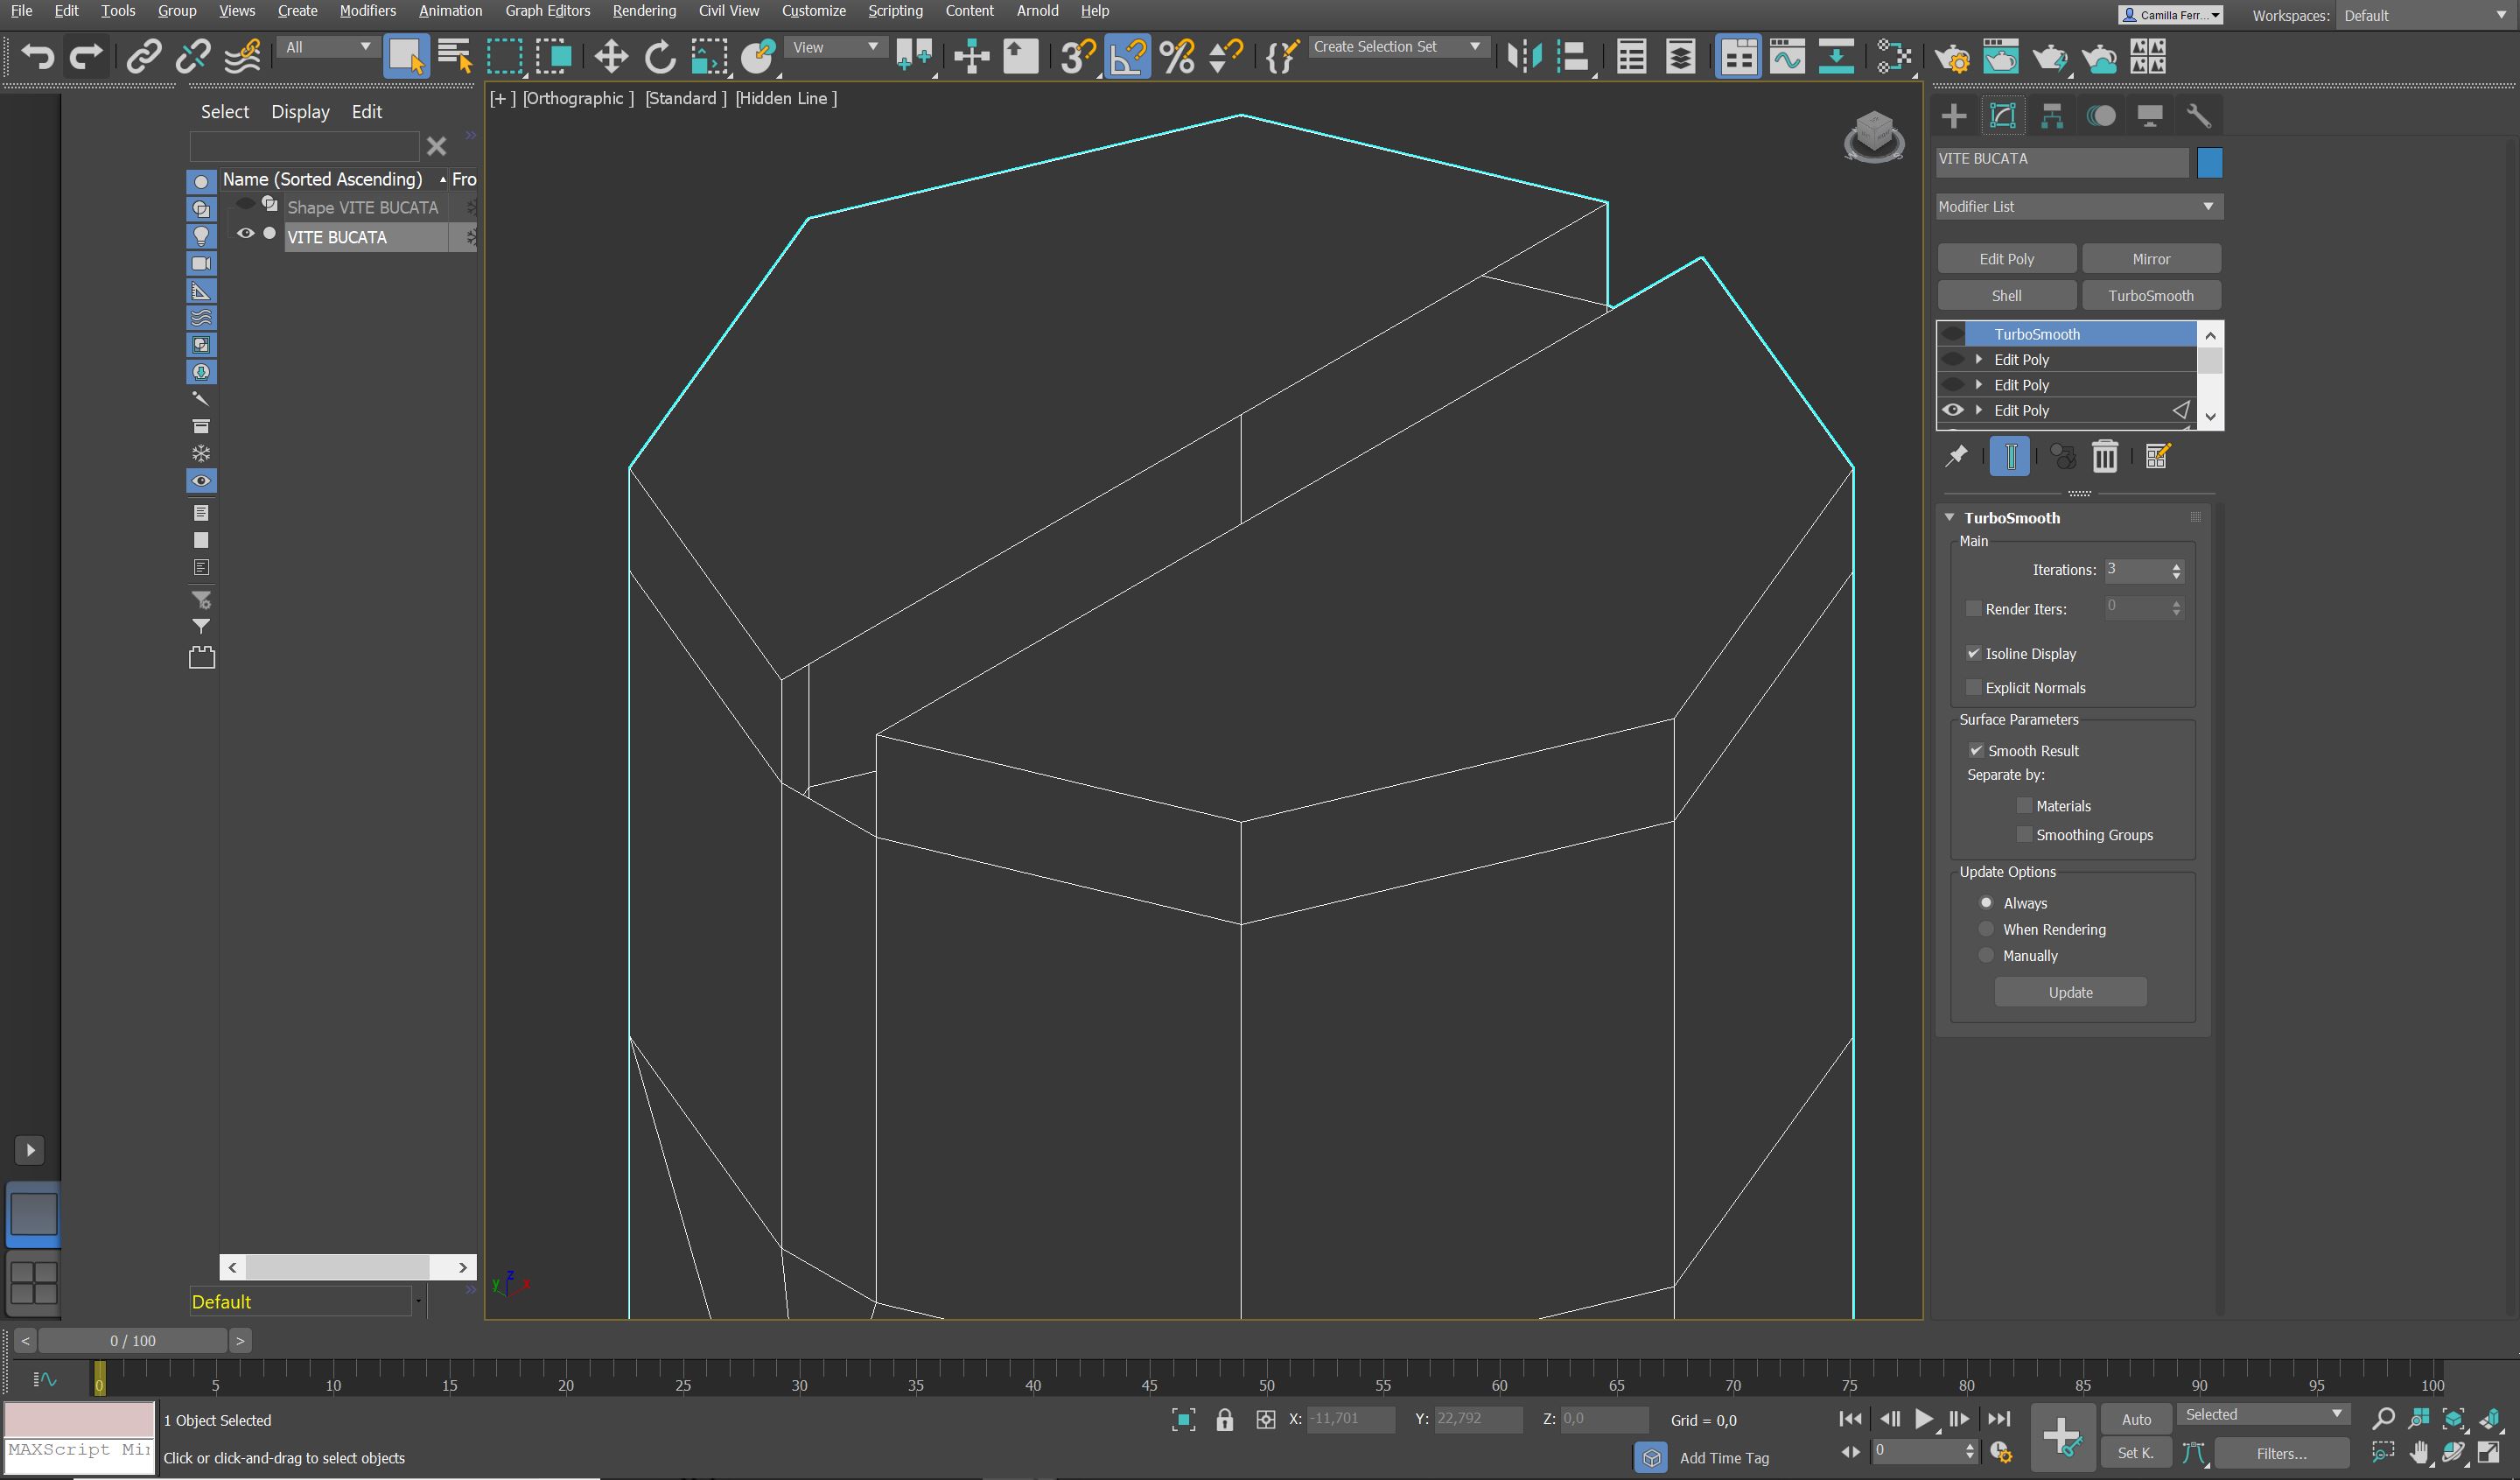 File Edit Tools Group Views Create Modifiers Animation Graph Editors Rendering Civil View Customize Scripting Content Arnold Help
Camilla Ferr... Workspaces: Default
All View Create Selection Set
Select Display Edit
[+ ] [Orthographic ] [Standard ] [Hidden Line ]
Name (Sorted Ascending) Fro
Shape VITE BUCATA
VITE BUCATA
Default
VITE BUCATA
Modifier List
Edit Poly Mirror
Shell TurboSmooth
TurboSmooth
Edit Poly
Edit Poly
Edit Poly
TurboSmooth
Main
Iterations: 3
Render Iters: 0
Isoline Display
Explicit Normals
Surface Parameters
Smooth Result
Separate by:
Materials
Smoothing Groups
Update Options
Always
When Rendering
Manually
Update
z
y x
< 0 / 100 >
0 5 10 15 20 25 30 35 40 45 50 55 60 65 70 75 80 85 90 95 100
1 Object Selected X: -11,701 Y: 22,792 Z: 0,0 Grid = 0,0 Auto Selected
MAXScript Mi
Click or click-and-drag to select objects Add Time Tag 0 Set K. Filters...